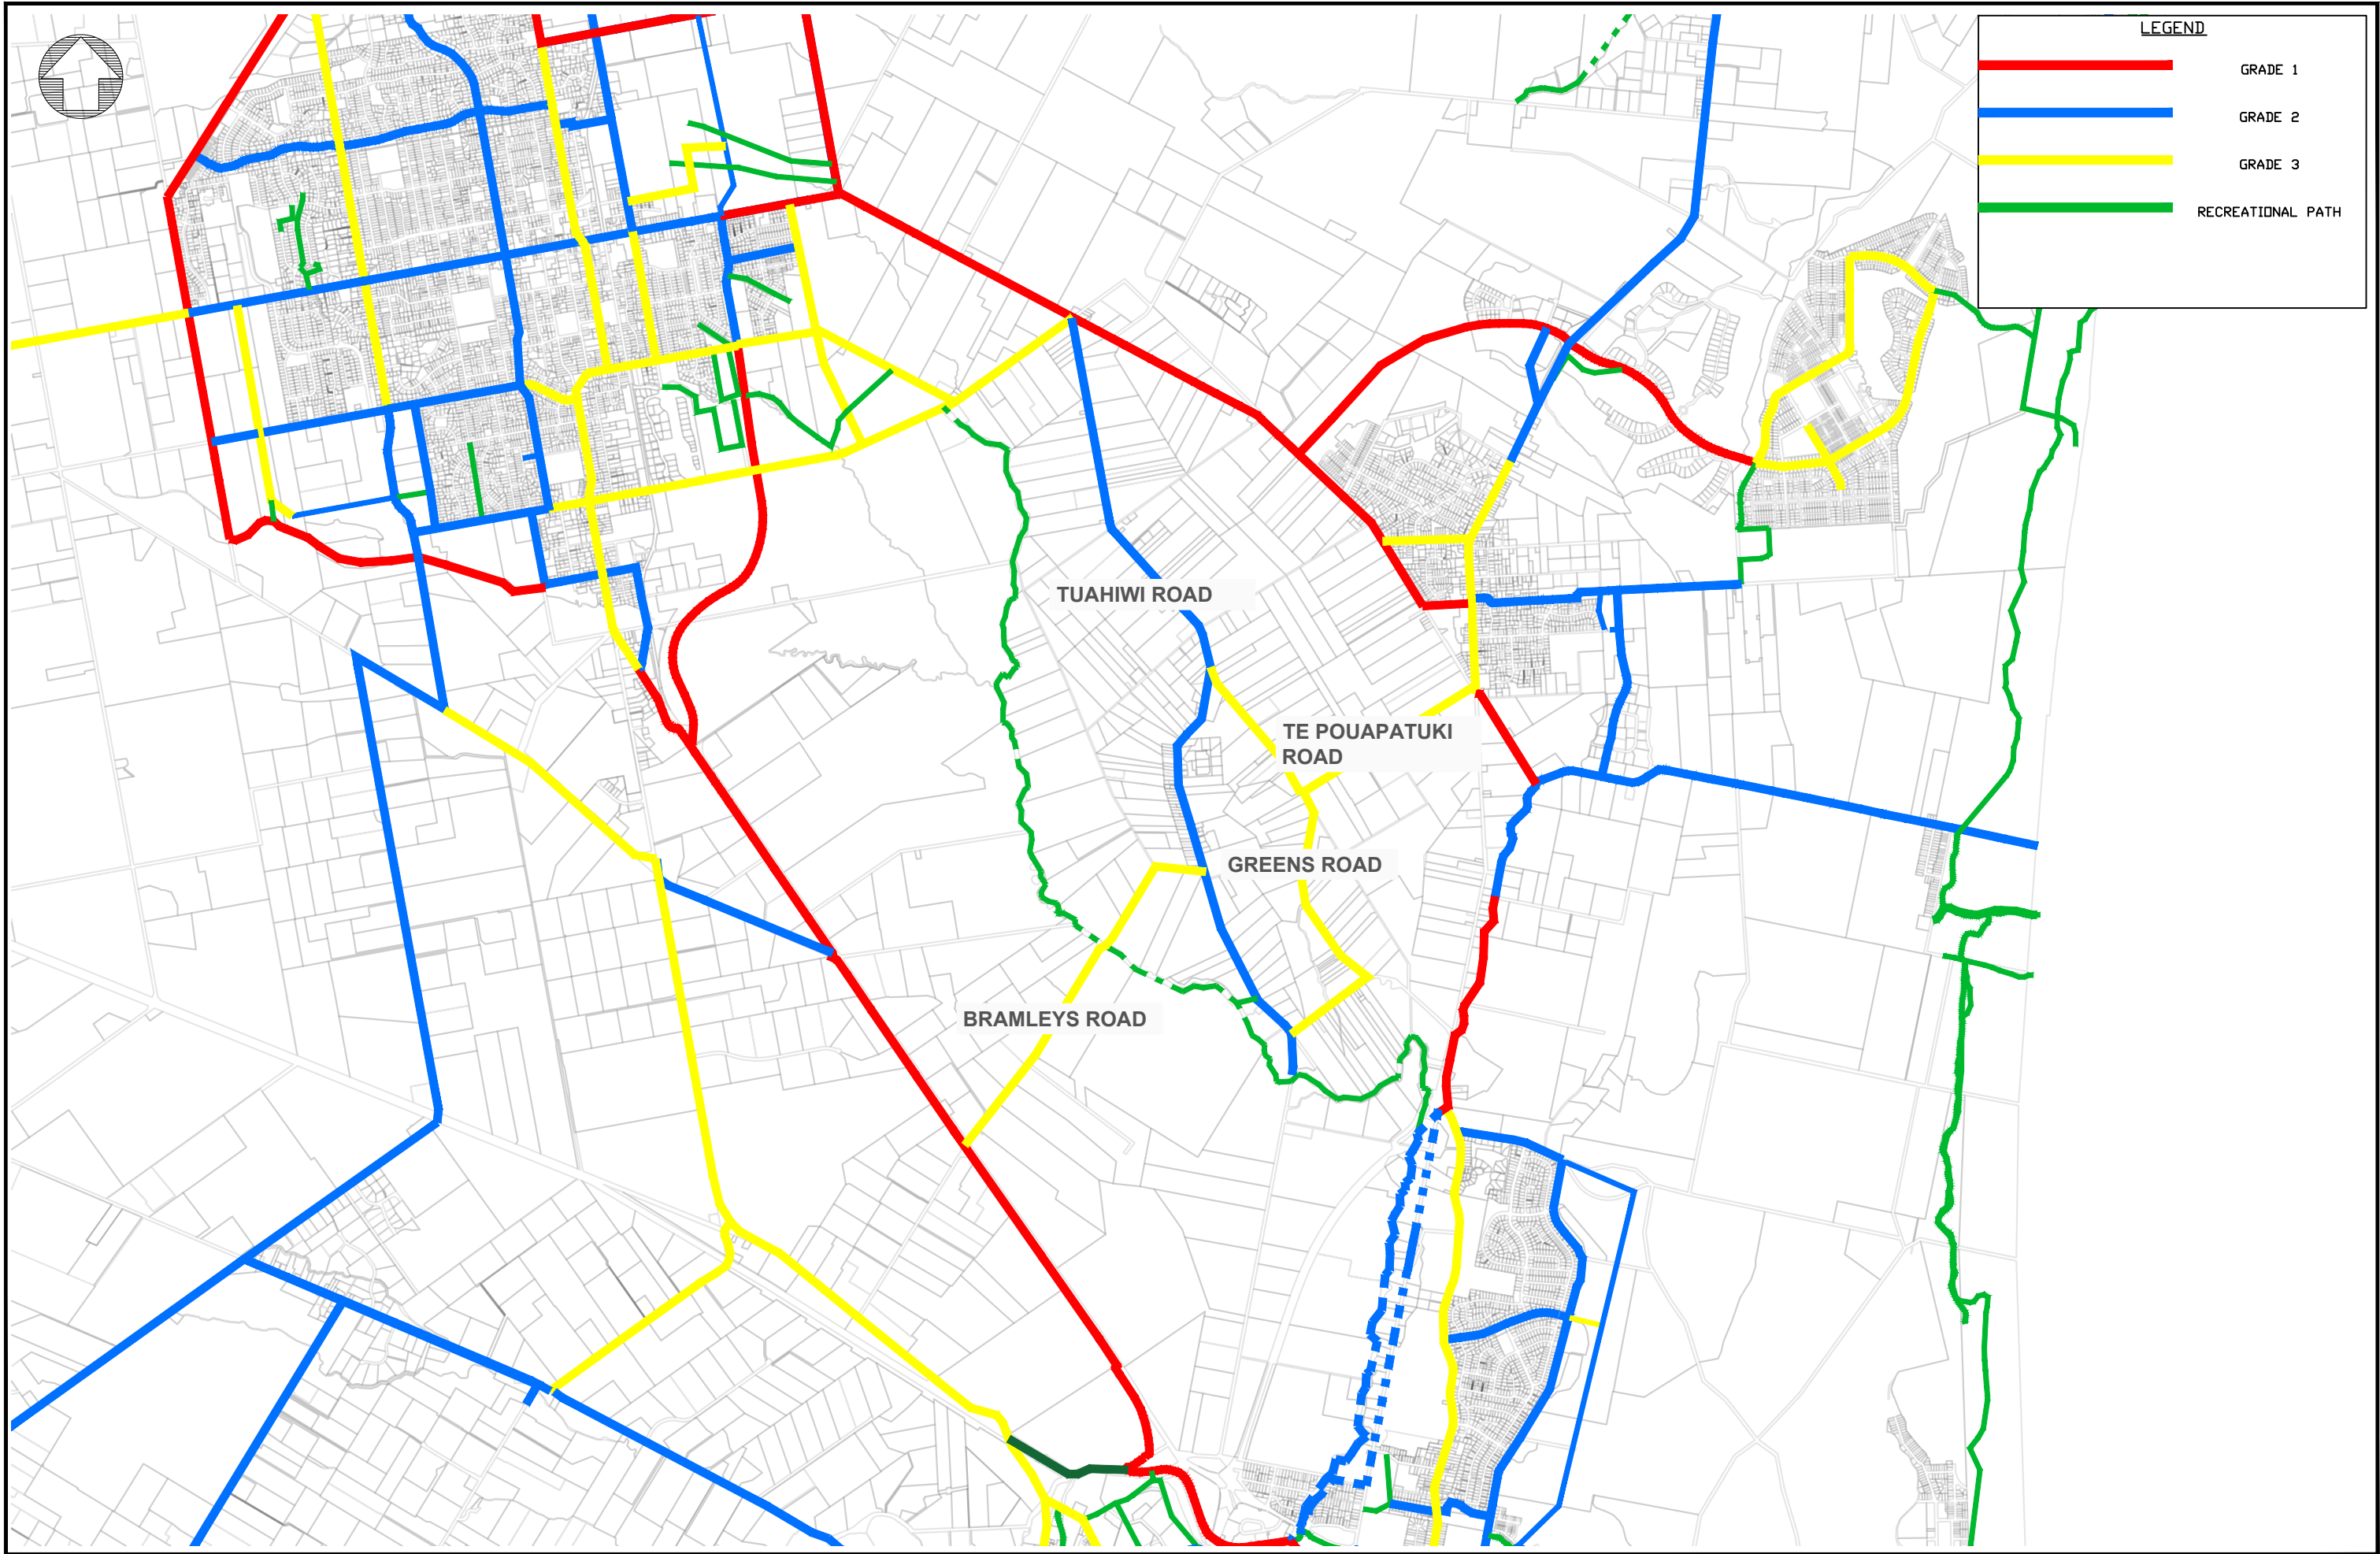 LEGEND
GRADE 1
GRADE 2
GRADE 3
RECREATIONAL PATH
TUAHIWI ROAD
TE POUAPATUKI
ROAD
GREENS ROAD
BRAMLEYS ROAD